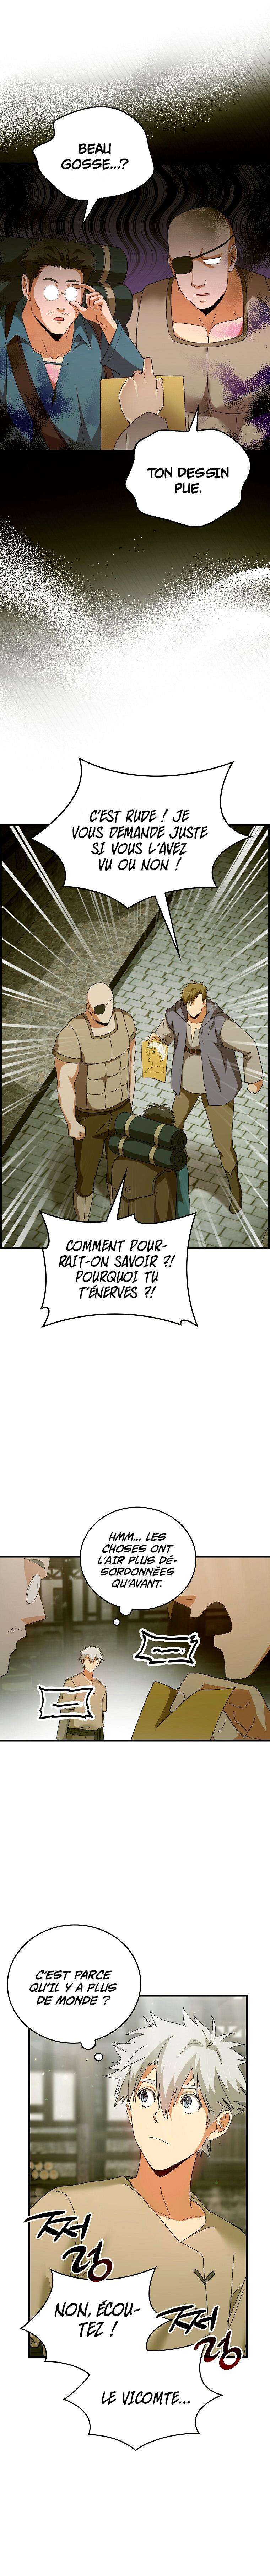 BEAU
GOSSE...?
TON DESSIN
PUE.
C'EST RUDE ! JE
VOUS DEMANDE JUSTE
SI VOUS L'AVEZ
VU OU NON !
COMMENT POUR-
RAIT-ON SAVOIR ?!
POURQUOI TU
T'ÉNERVES ?!
HMM... LES
CHOSES ONT
L'AIR PLUS DÉ-
SORDONNÉES
QU'AVANT.
C'EST PARCE
QU'IL Y A PLUS
DE MONDE ?
NON, ÉCOU-
TEZ !
LE VICOMTE...